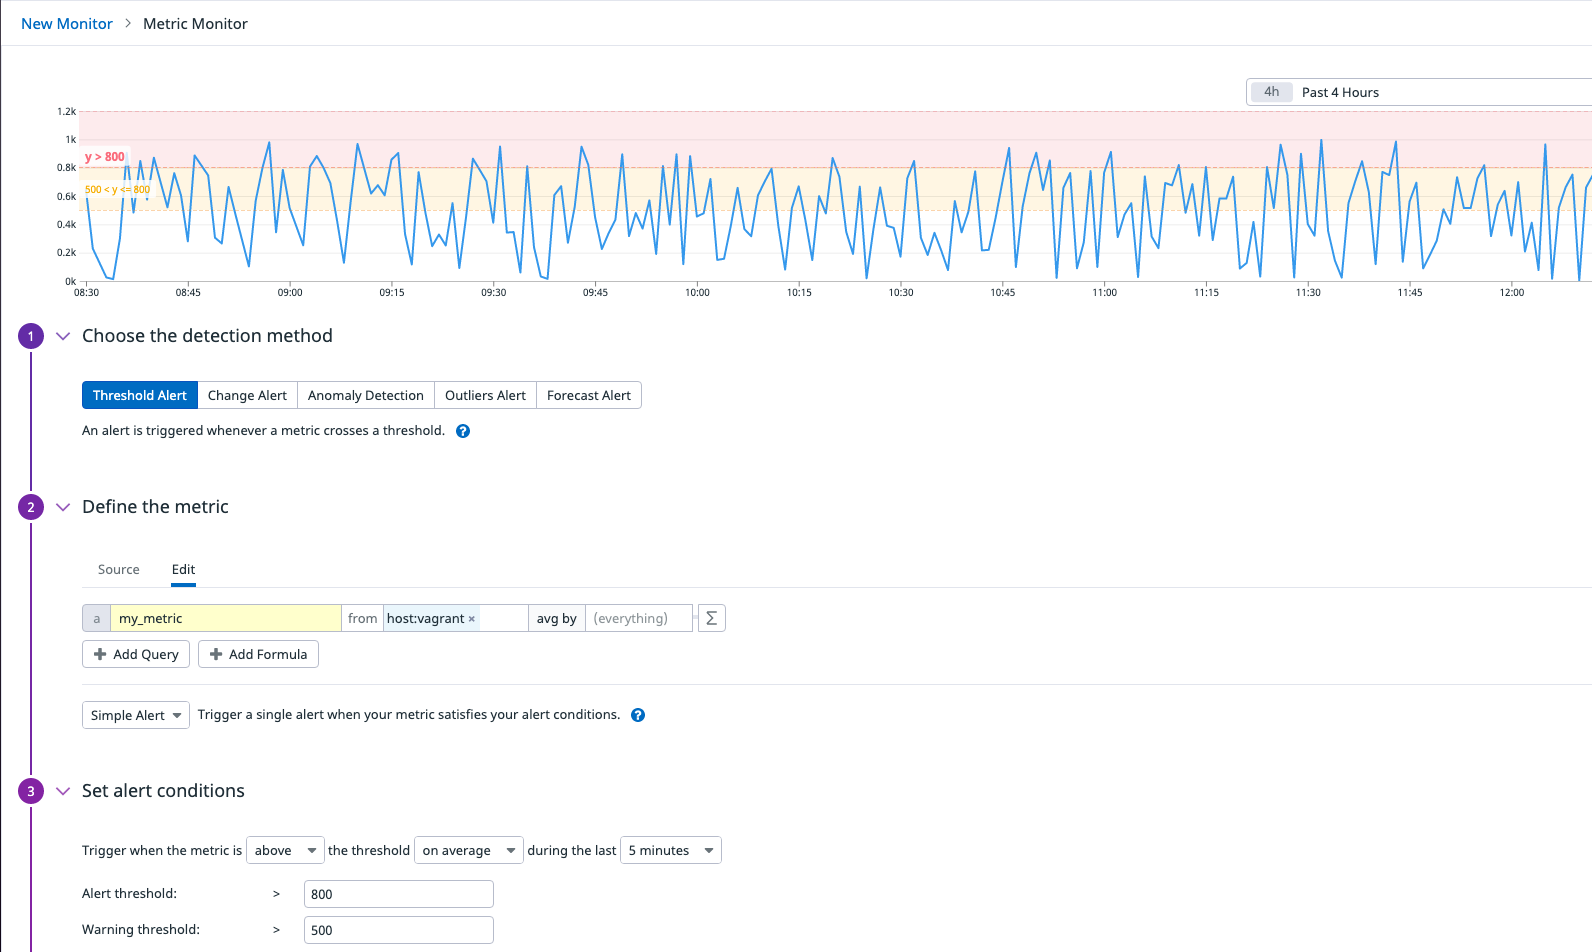 New Monitor > Metric Monitor
4h Past 4 Hours
1.2k
1k
y > 800
0.8k
500 < y <= 800
0.6k
0.4k
0.2k
0k
08:30 08:45 09:00 09:15 09:30 09:45 10:00 10:15 10:30 10:45 11:00 11:15 11:30 11:45 12:00
1 Choose the detection method
Threshold Alert Change Alert Anomaly Detection Outliers Alert Forecast Alert
An alert is triggered whenever a metric crosses a threshold. ?
2 Define the metric
Source Edit
a my_metric from host:vagrant × avg by (everything) Σ
+ Add Query + Add Formula
Simple Alert Trigger a single alert when your metric satisfies your alert conditions. ?
3 Set alert conditions
Trigger when the metric is above the threshold on average during the last 5 minutes
Alert threshold: > 800
Warning threshold: > 500